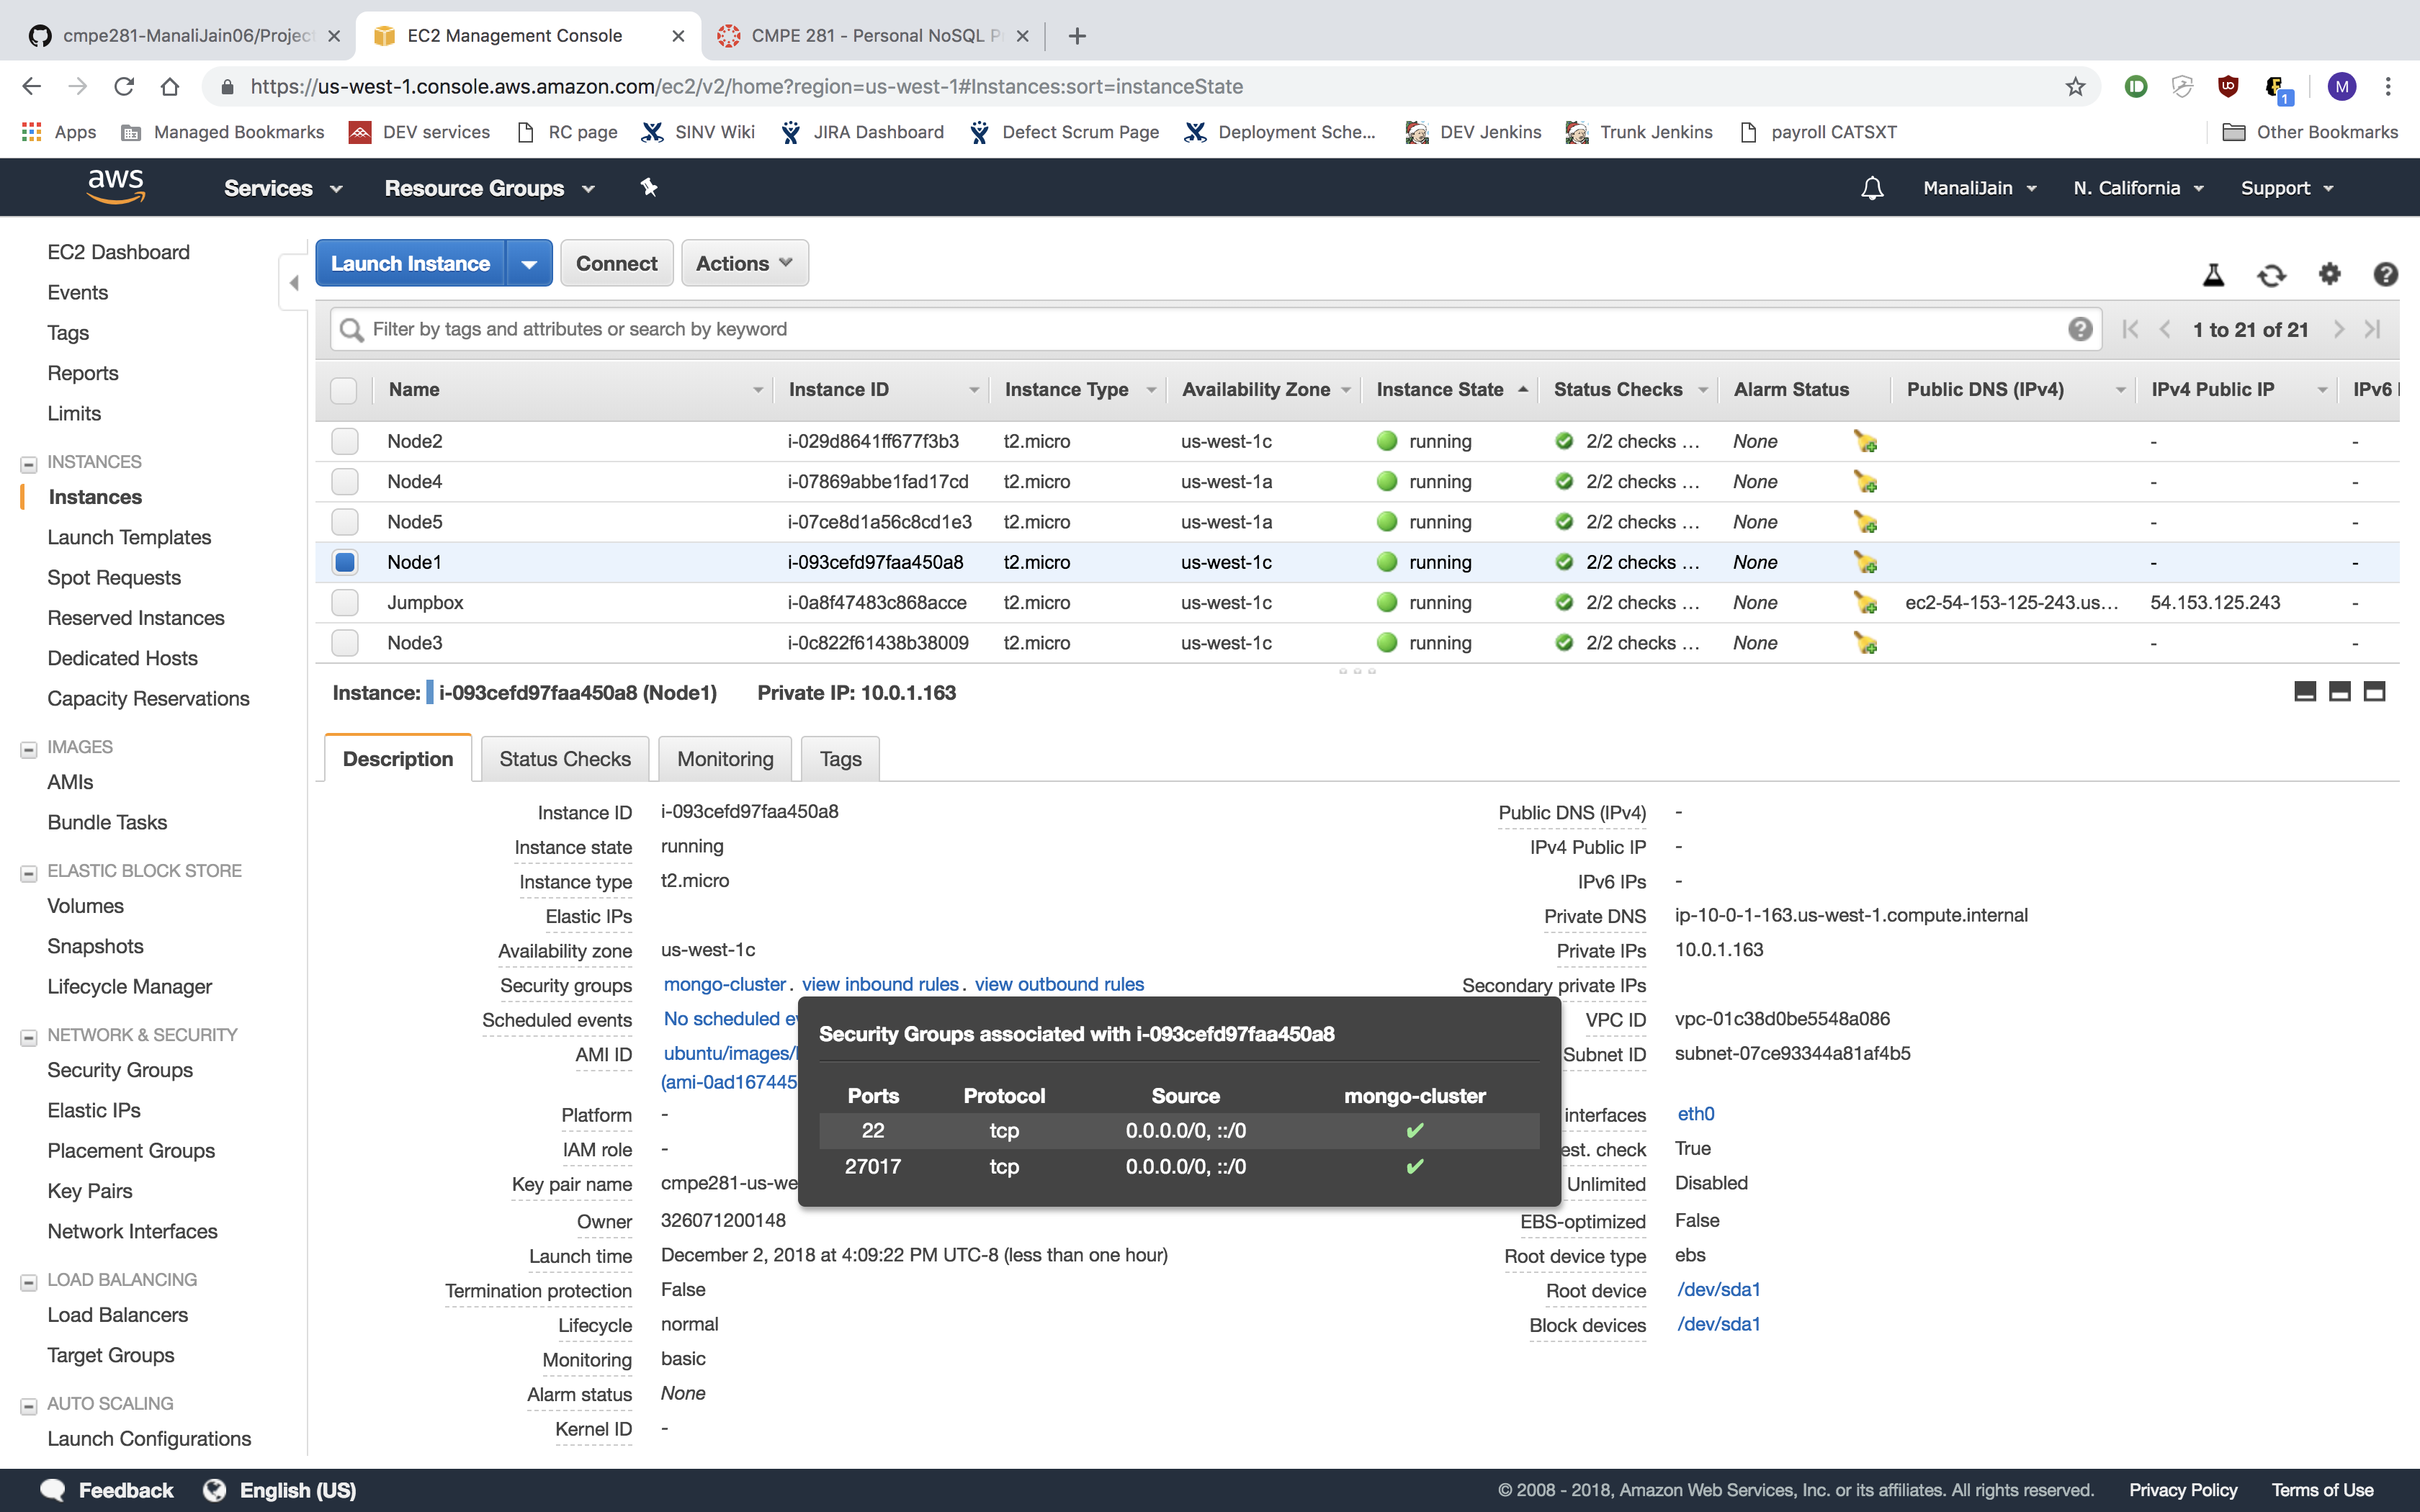 cmpe281-ManaliJain06/Project
EC2 Management Console
CMPE 281 - Personal NoSQL P
https://us-west-1.console.aws.amazon.com/ec2/v2/home?region=us-west-1#Instances:sort=instanceState
1
M
Apps
Managed Bookmarks
DEV services
RC page
SINV Wiki
JIRA Dashboard
Defect Scrum Page
Deployment Sche...
DEV Jenkins
Trunk Jenkins
payroll CATSXT
Other Bookmarks
aws
Services
Resource Groups
ManaliJain
N. California
Support
EC2 Dashboard
Events
Tags
Reports
Limits
INSTANCES
Instances
Launch Templates
Spot Requests
Reserved Instances
Dedicated Hosts
Capacity Reservations
IMAGES
AMIs
Bundle Tasks
ELASTIC BLOCK STORE
Volumes
Snapshots
Lifecycle Manager
NETWORK & SECURITY
Security Groups
Elastic IPs
Placement Groups
Key Pairs
Network Interfaces
LOAD BALANCING
Load Balancers
Target Groups
AUTO SCALING
Launch Configurations
Launch Instance Connect Actions
Filter by tags and attributes or search by keyword
1 to 21 of 21
Name Instance ID Instance Type Availability Zone Instance State Status Checks Alarm Status Public DNS (IPv4) IPv4 Public IP IPv6
Node2 i-029d8641ff677f3b3 t2.micro us-west-1c running 2/2 checks ... None - -
Node4 i-07869abbe1fad17cd t2.micro us-west-1a running 2/2 checks ... None - -
Node5 i-07ce8d1a56c8cd1e3 t2.micro us-west-1a running 2/2 checks ... None - -
Node1 i-093cefd97faa450a8 t2.micro us-west-1c running 2/2 checks ... None - -
Jumpbox i-0a8f47483c868acce t2.micro us-west-1c running 2/2 checks ... None ec2-54-153-125-243.us... 54.153.125.243 -
Node3 i-0c822f61438b38009 t2.micro us-west-1c running 2/2 checks ... None - -
Instance: i-093cefd97faa450a8 (Node1) Private IP: 10.0.1.163
Description Status Checks Monitoring Tags
Instance ID i-093cefd97faa450a8
Instance state running
Instance type t2.micro
Elastic IPs
Availability zone us-west-1c
Security groups mongo-cluster. view inbound rules. view outbound rules
Scheduled events No scheduled ev
AMI ID ubuntu/images/
(ami-0ad167445
Platform -
IAM role -
Key pair name cmpe281-us-we
Owner 326071200148
Launch time December 2, 2018 at 4:09:22 PM UTC-8 (less than one hour)
Termination protection False
Lifecycle normal
Monitoring basic
Alarm status None
Kernel ID -
Security Groups associated with i-093cefd97faa450a8
Ports Protocol Source mongo-cluster
22 tcp 0.0.0.0/0, ::/0 ✔
27017 tcp 0.0.0.0/0, ::/0 ✔
Public DNS (IPv4) -
IPv4 Public IP -
IPv6 IPs -
Private DNS ip-10-0-1-163.us-west-1.compute.internal
Private IPs 10.0.1.163
Secondary private IPs
VPC ID vpc-01c38d0be5548a086
Subnet ID subnet-07ce93344a81af4b5
interfaces eth0
est. check True
Unlimited Disabled
EBS-optimized False
Root device type ebs
Root device /dev/sda1
Block devices /dev/sda1
Feedback
English (US)
© 2008 - 2018, Amazon Web Services, Inc. or its affiliates. All rights reserved.
Privacy Policy
Terms of Use